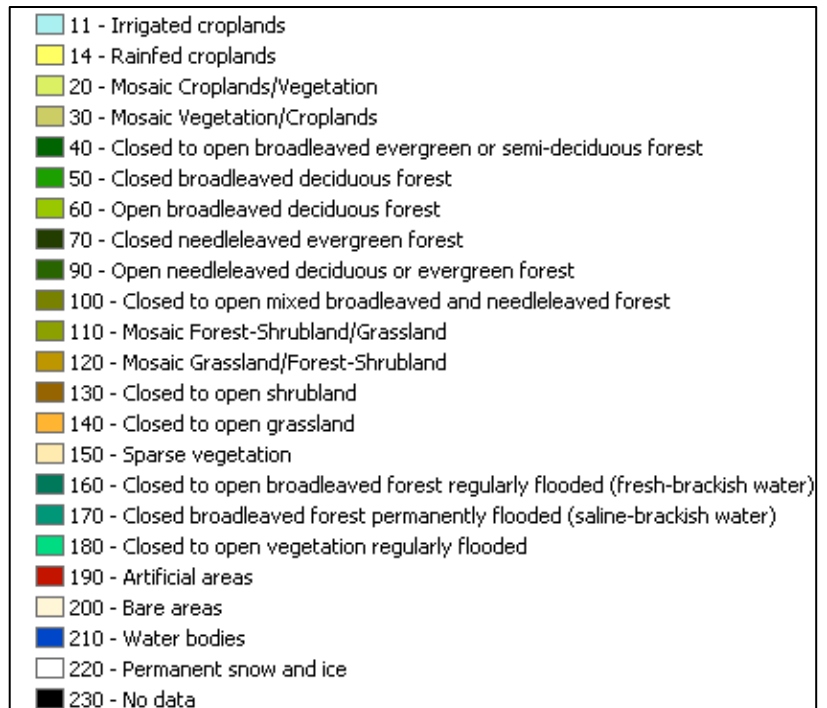 11 - Irrigated croplands
14 - Rainfed croplands
20 - Mosaic Croplands/Vegetation
30 - Mosaic Vegetation/Croplands
40 - Closed to open broadleaved evergreen or semi-deciduous forest
50 - Closed broadleaved deciduous forest
60 - Open broadleaved deciduous forest
70 - Closed needleleaved evergreen forest
90 - Open needleleaved deciduous or evergreen forest
100 - Closed to open mixed broadleaved and needleleaved forest
110 - Mosaic Forest-Shrubland/Grassland
120 - Mosaic Grassland/Forest-Shrubland
130 - Closed to open shrubland
140 - Closed to open grassland
150 - Sparse vegetation
160 - Closed to open broadleaved forest regularly flooded (fresh-brackish water)
170 - Closed broadleaved forest permanently flooded (saline-brackish water)
180 - Closed to open vegetation regularly flooded
190 - Artificial areas
200 - Bare areas
210 - Water bodies
220 - Permanent snow and ice
230 - No data